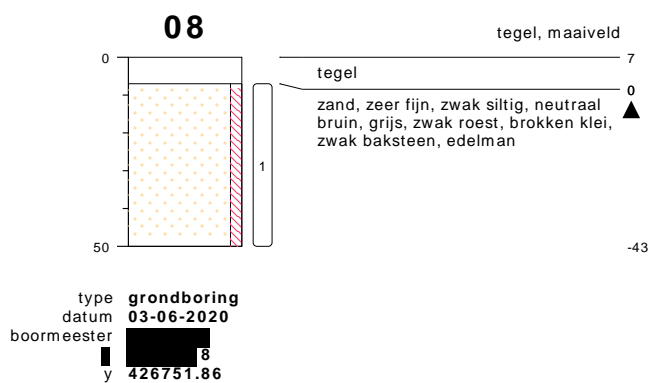 08
tegel, maaiveld
0
7
tegel
0
zand, zeer fijn, zwak siltig, neutraal
bruin, grijs, zwak roest, brokken klei,
zwak baksteen, edelman
1
50
-43
type grondboring
datum 03-06-2020
boormeester
8
y 426751.86